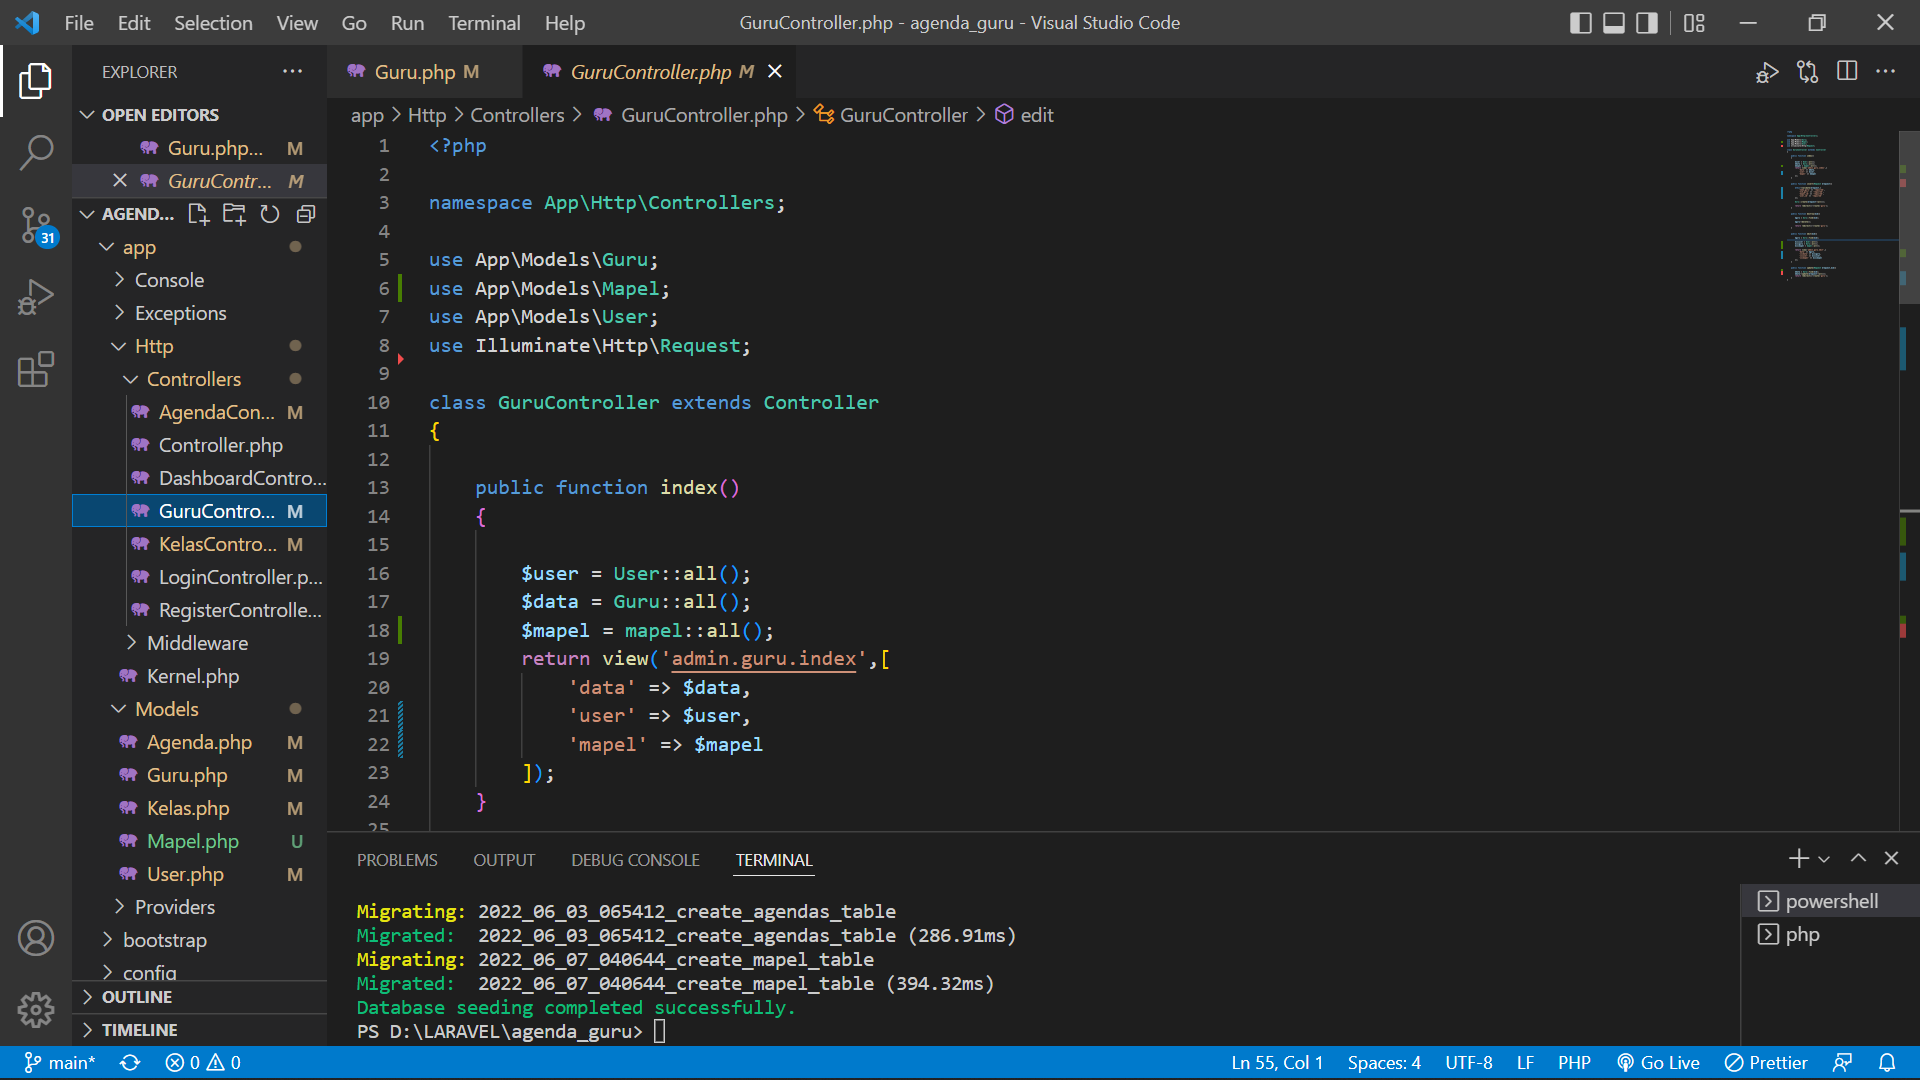 File Edit Selection View Go Run Terminal Help
GuruController.php - agenda_guru - Visual Studio Code
EXPLORER
OPEN EDITORS
Guru.php... M
GuruContr... M
AGEND...
app
Console
Exceptions
Http
Controllers
AgendaCon... M
Controller.php
DashboardContro...
GuruContro... M
KelasContro... M
LoginController.p...
RegisterControlle...
Middleware
Kernel.php
Models
Agenda.php M
Guru.php M
Kelas.php M
Mapel.php U
User.php M
Providers
bootstrap
config
OUTLINE
TIMELINE
31
Guru.php M
GuruController.php M
app > Http > Controllers > GuruController.php > GuruController > edit
1 <?php
2
3 namespace App\Http\Controllers;
4
5 use App\Models\Guru;
6 use App\Models\Mapel;
7 use App\Models\User;
8 use Illuminate\Http\Request;
9
10 class GuruController extends Controller
11 {
12
13 public function index()
14 {
15
16 $user = User::all();
17 $data = Guru::all();
18 $mapel = mapel::all();
19 return view('admin.guru.index',[
20 'data' => $data,
21 'user' => $user,
22 'mapel' => $mapel
23 ]);
24 }
25
PROBLEMS OUTPUT DEBUG CONSOLE TERMINAL
Migrating: 2022_06_03_065412_create_agendas_table
Migrated: 2022_06_03_065412_create_agendas_table (286.91ms)
Migrating: 2022_06_07_040644_create_mapel_table
Migrated: 2022_06_07_040644_create_mapel_table (394.32ms)
Database seeding completed successfully.
PS D:\LARAVEL\agenda_guru>
powershell
php
main* 0 0
Ln 55, Col 1 Spaces: 4 UTF-8 LF PHP Go Live Prettier